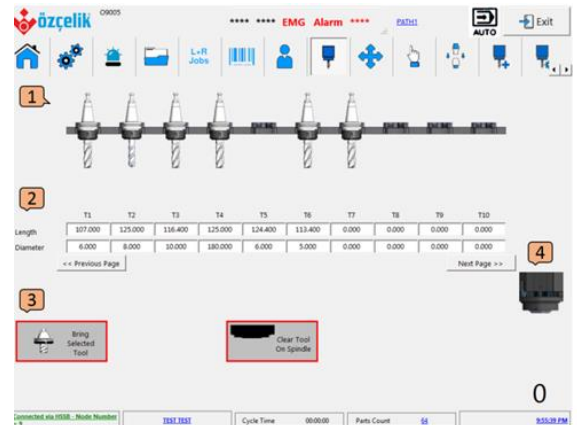 özçelik
O9005
**** **** EMG Alarm ****
PATH1
AUTO
Exit
L+R
Jobs
1
2
T1 T2 T3 T4 T5 T6 T7 T8 T9 T10
Length 107.000 125.000 116.400 125.000 124.400 113.400 0.000 0.000 0.000 0.000
Diameter 6.000 8.000 10.000 180.000 6.000 5.000 0.000 0.000 0.000 0.000
<< Previous Page
Next Page >>
4
3
Bring
Selected
Tool
Clear Tool
On Spindle
0
Connected via HSSB - Node Number
TEST TEST
Cycle Time 00:00:00
Parts Count 64
9:55:39 PM